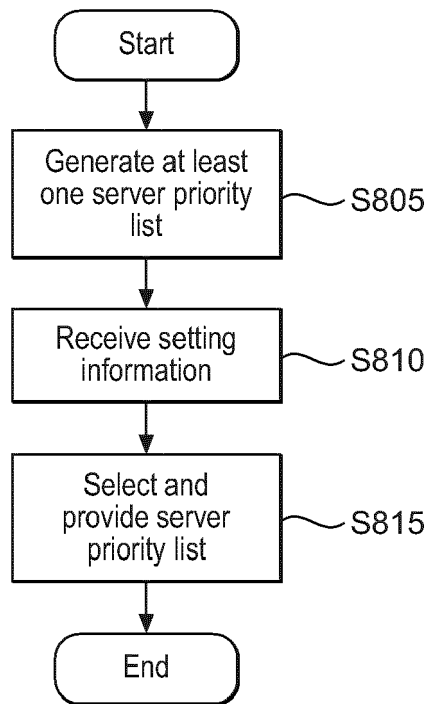 Start
Generate at least
one server priority
list
S805
Receive setting
information
S810
Select and
provide server
priority list
S815
End